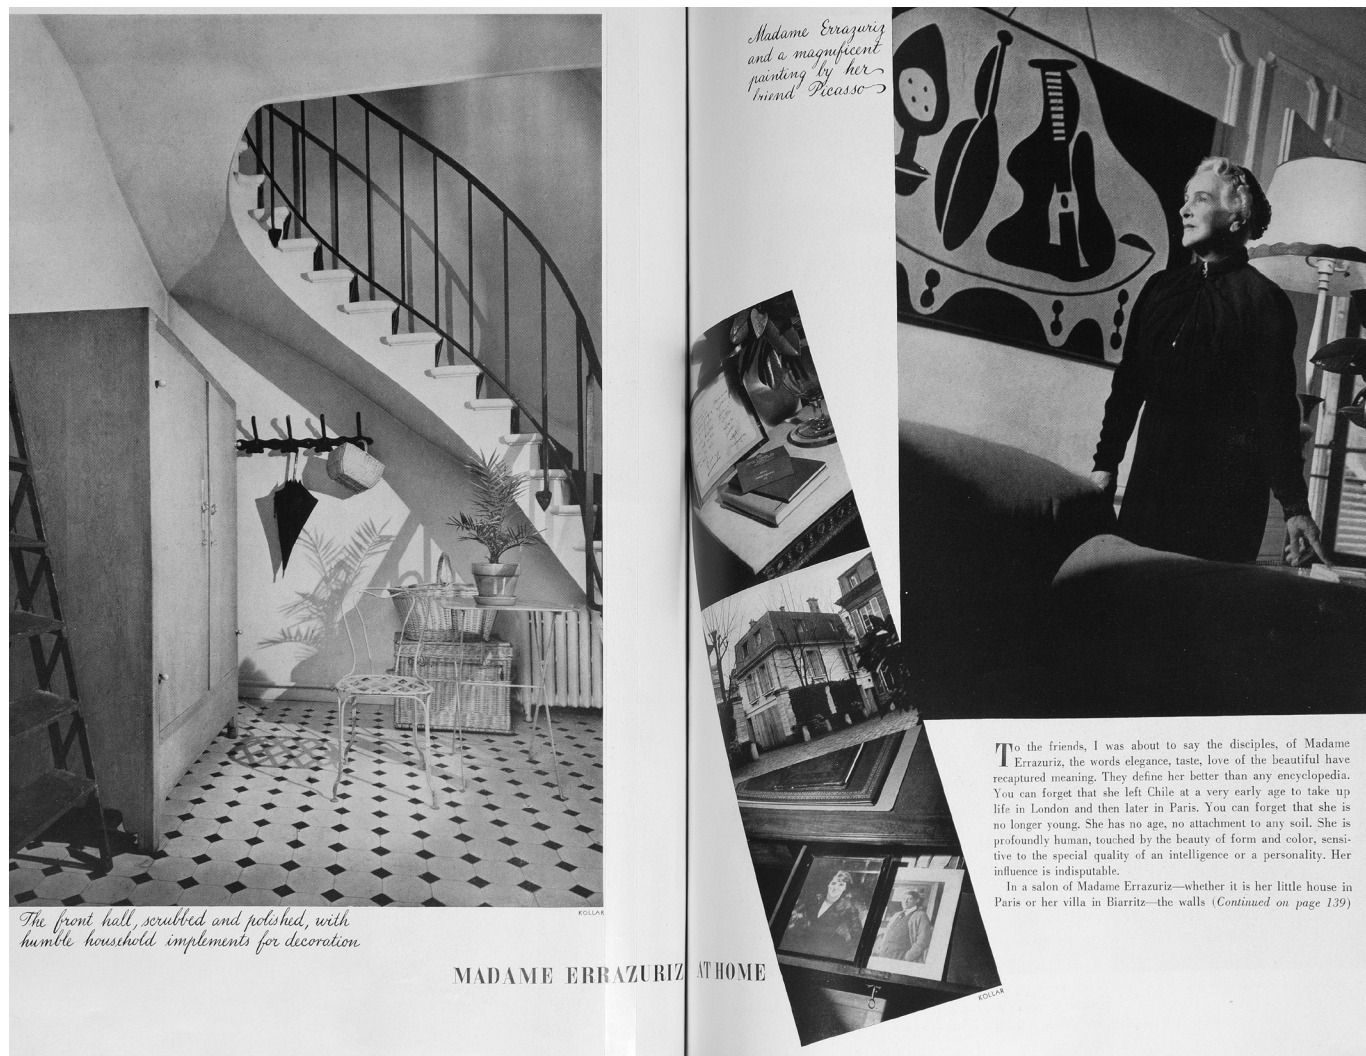 The front hall, scrubbed and polished, with
humble household implements for decoration
KOLLAR
MADAME ERRAZURIZ AT HOME
Madame Errazuriz
and a magnificent
painting by her
friend Picasso
KOLLAR
To the friends, I was about to say the disciples, of Madame
Errazuriz, the words elegance, taste, love of the beautiful have
recaptured meaning. They define her better than any encyclopedia.
You can forget that she left Chile at a very early age to take up
life in London and then later in Paris. You can forget that she is
no longer young. She has no age, no attachment to any soil. She is
profoundly human, touched by the beauty of form and color, sensi-
tive to the special quality of an intelligence or a personality. Her
influence is indisputable.
In a salon of Madame Errazuriz—whether it is her little house in
Paris or her villa in Biarritz—the walls (Continued on page 139)